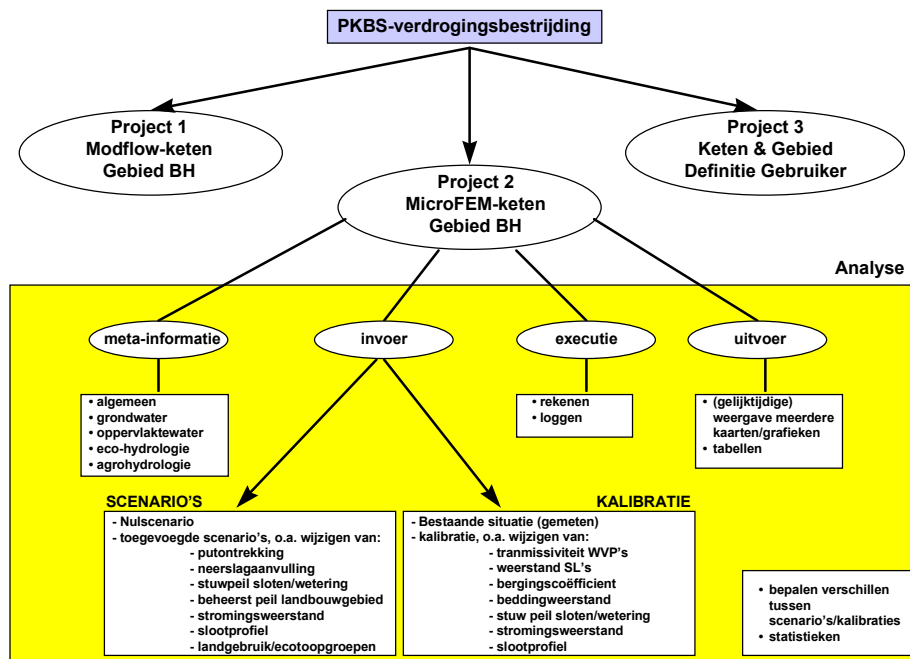 PKBS-verdrogingsbestrijding
Project 1
Modflow-keten
Gebied BH
Project 3
Keten & Gebied
Definitie Gebruiker
Project 2
MicroFEM-keten
Gebied BH
Analyse
meta-informatie
invoer
executie
uitvoer
• algemeen
• grondwater
• oppervlaktewater
• eco-hydrologie
• agrohydrologie
• rekenen
• loggen
• (gelijktijdige)
weergave meerdere
kaarten/grafieken
• tabellen
SCENARIO'S
- Nulscenario
- toegevoegde scenario's, o.a. wijzigen van:
- putontrekking
- neerslagaanvulling
- stuwpeil sloten/wetering
- beheerst peil landbouwgebied
- stromingsweerstand
- slootprofiel
- landgebruik/ecotoopgroepen
KALIBRATIE
- Bestaande situatie (gemeten)
- kalibratie, o.a. wijzigen van:
- tranmissiviteit WVP's
- weerstand SL's
- bergingscoëfficient
- beddingweerstand
- stuw peil sloten/wetering
- stromingsweerstand
- slootprofiel
• bepalen verschillen
tussen
scenario's/kalibraties
• statistieken